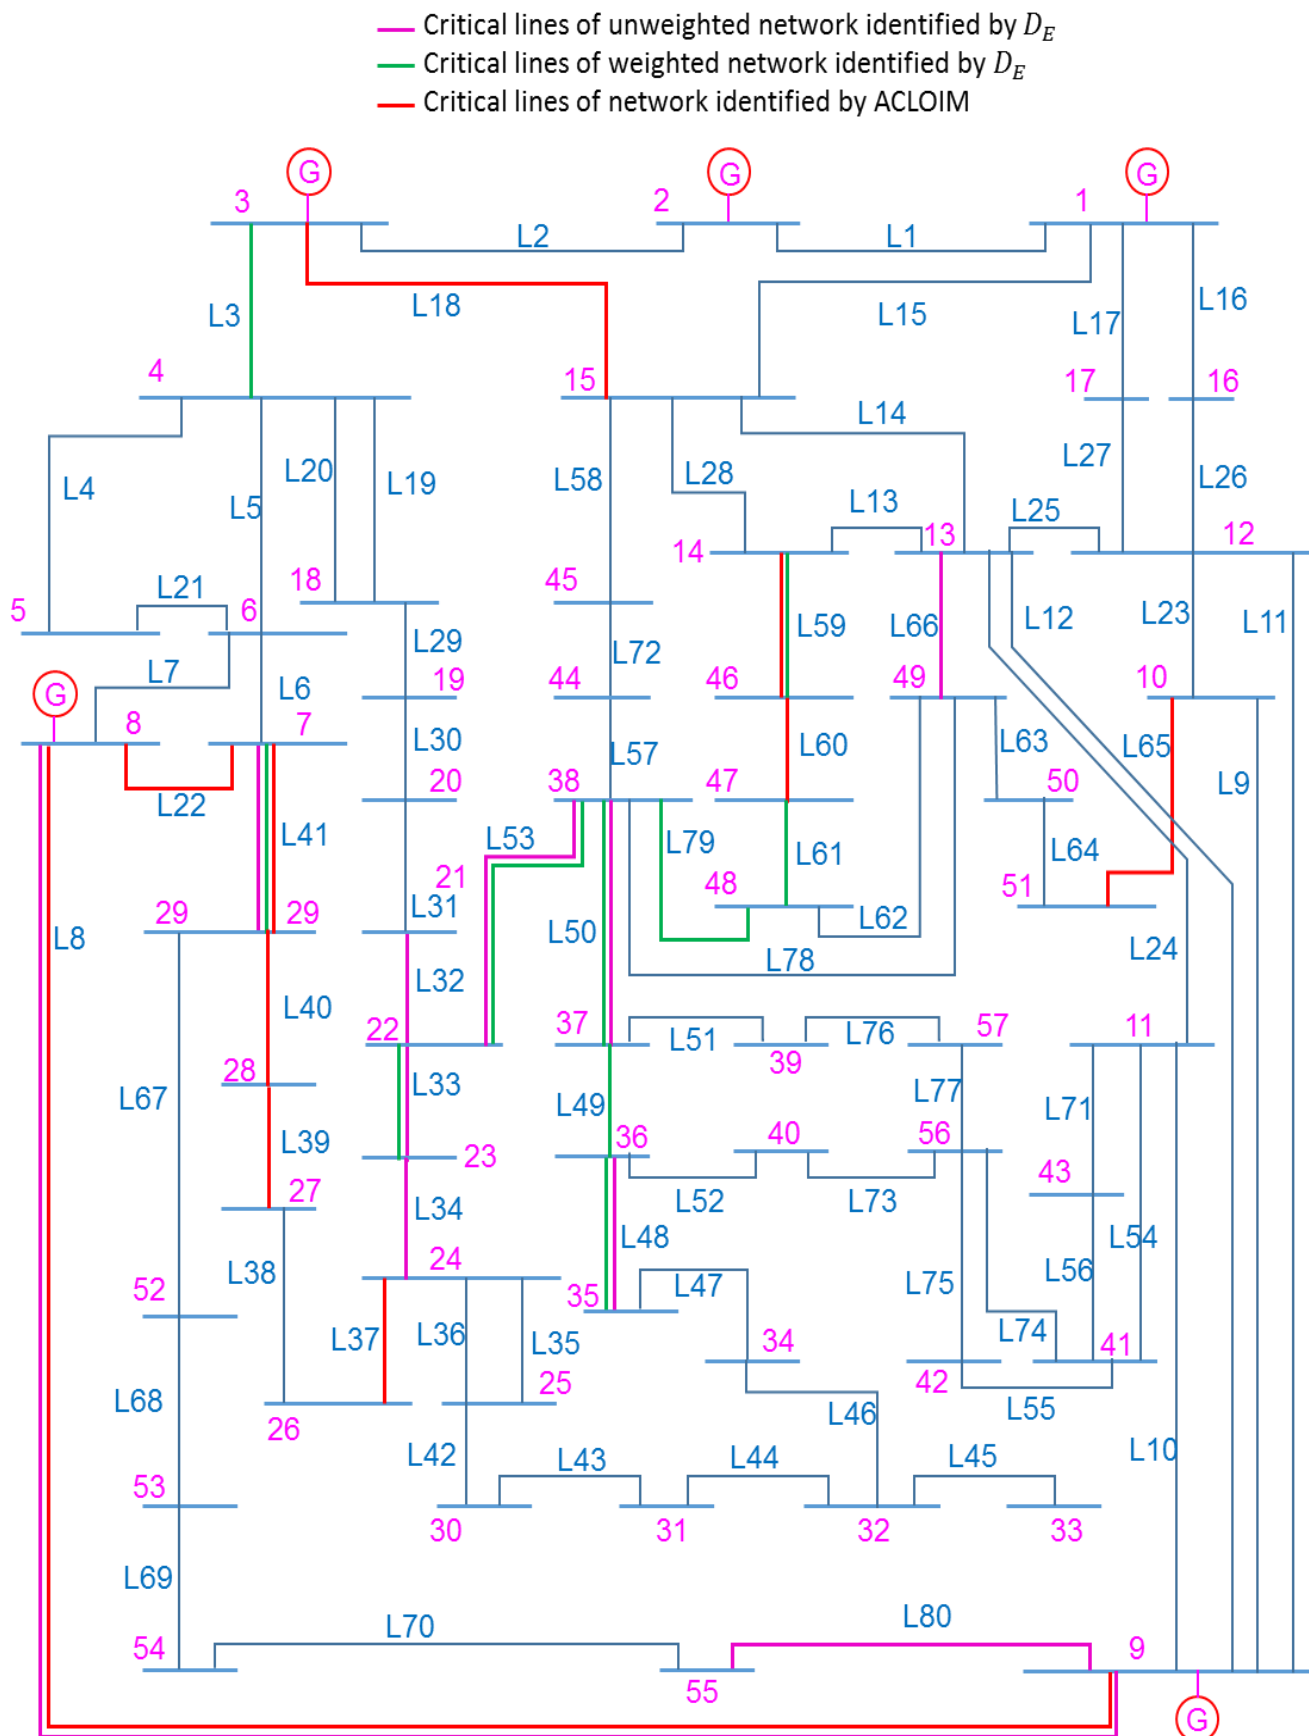 Critical lines of unweighted network identified by D_E
Critical lines of weighted network identified by D_E
Critical lines of network identified by ACLOIM
G G G
3 2 1
L2 L1
L3 L18 L15 L17 L16
4 15 17 16
L14
L4 L5 L20 L19 L58 L28 L27 L26
L13 L25
14 13 12
5 L21 6 18 45
L29 L72 L59 L66 L12 L23 L11
G L7 L6 19 44 46 49 10
8 7 L30 L57 L60 L63 L65 L9
20 38 47 50
L22 L41 L53 L79 L61 L64
21 48 51
29 29 L31 L50 L62
L8 L32 L78 L24
L40 22 37 L51 39 L76 57 11
28 L33 L77 L71
L67 L49
L39 23 36 40 56
27 L34 L52 L73 43
L38 24 L48 L75 L56 L54
52 35 L47
L37 L36 L35 34 L74 41
25 42
L68 26 L46 L55
L42 L43 L44 L45 L10
53
30 31 32 33
L69
L70 L80
54 55 9
G